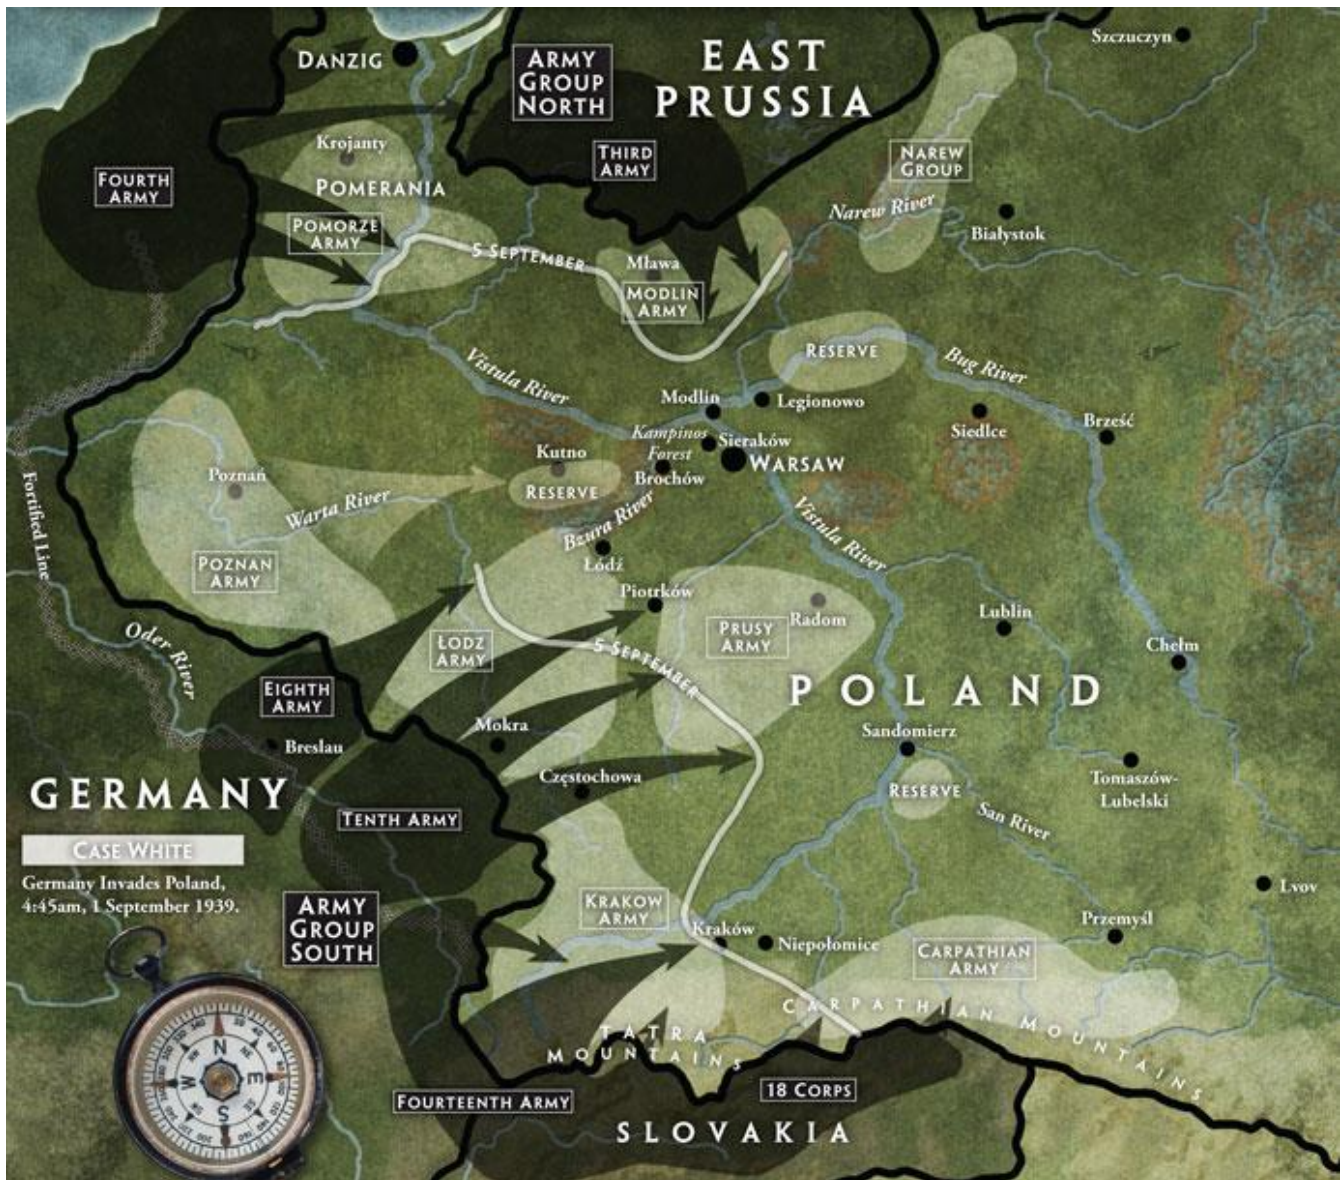 Szczuczyn
DANZIG
ARMY
GROUP
NORTH
EAST
PRUSSIA
Krojanty
THIRD
ARMY
NAREW
GROUP
FOURTH
ARMY
POMERANIA
Narew River
POMORZE
ARMY
Białystok
5 SEPTEMBER
Mława
MODLIN
ARMY
RESERVE
Bug River
Vistula River
Modlin
Legionowo
Kampinos
Forest
Sieraków
Siedlce
Brześć
Kutno
WARSAW
Brochów
Poznań
RESERVE
Warta River
Fortified Line
Bzura River
Vistula River
Łódź
POZNAN
ARMY
Piotrków
Radom
Lublin
Oder River
ŁODZ
ARMY
PRUSY
ARMY
5 SEPTEMBER
Chełm
EIGHTH
ARMY
POLAND
Mokra
Sandomierz
Breslau
Częstochowa
Tomaszów-
Lubelski
GERMANY
RESERVE
San River
TENTH ARMY
CASE WHITE
Germany Invades Poland,
4:45am, 1 September 1939.
ARMY
GROUP
SOUTH
KRAKOW
ARMY
Lvov
Przemyśl
Kraków
Niepołomice
CARPATHIAN
ARMY
CARPATHIAN MOUNTAINS
TATRA
MOUNTAINS
N
NE
E
SE
S
SW
W
NW
18 CORPS
FOURTEENTH ARMY
SLOVAKIA